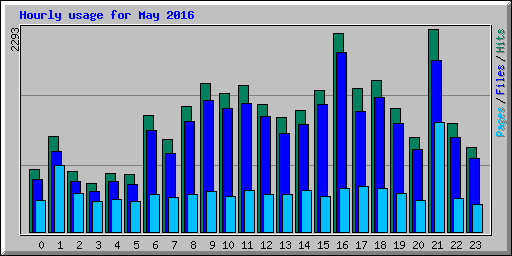 Hourly usage for May 2016
2293
Pages / Files / Hits
0 1 2 3 4 5 6 7 8 9 10 11 12 13 14 15 16 17 18 19 20 21 22 23